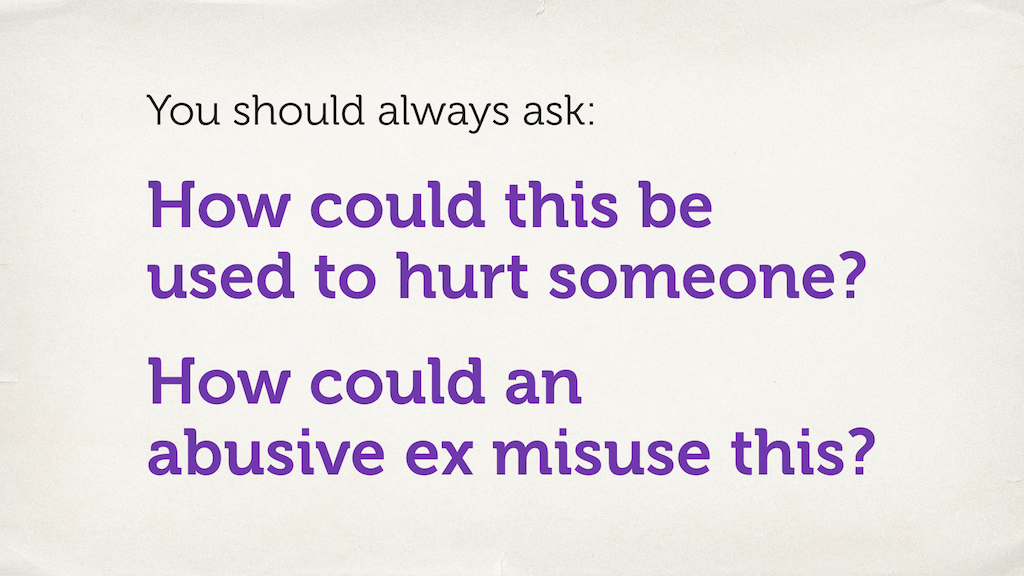 You should always ask:
How could this be
used to hurt someone?
How could an
abusive ex misuse this?